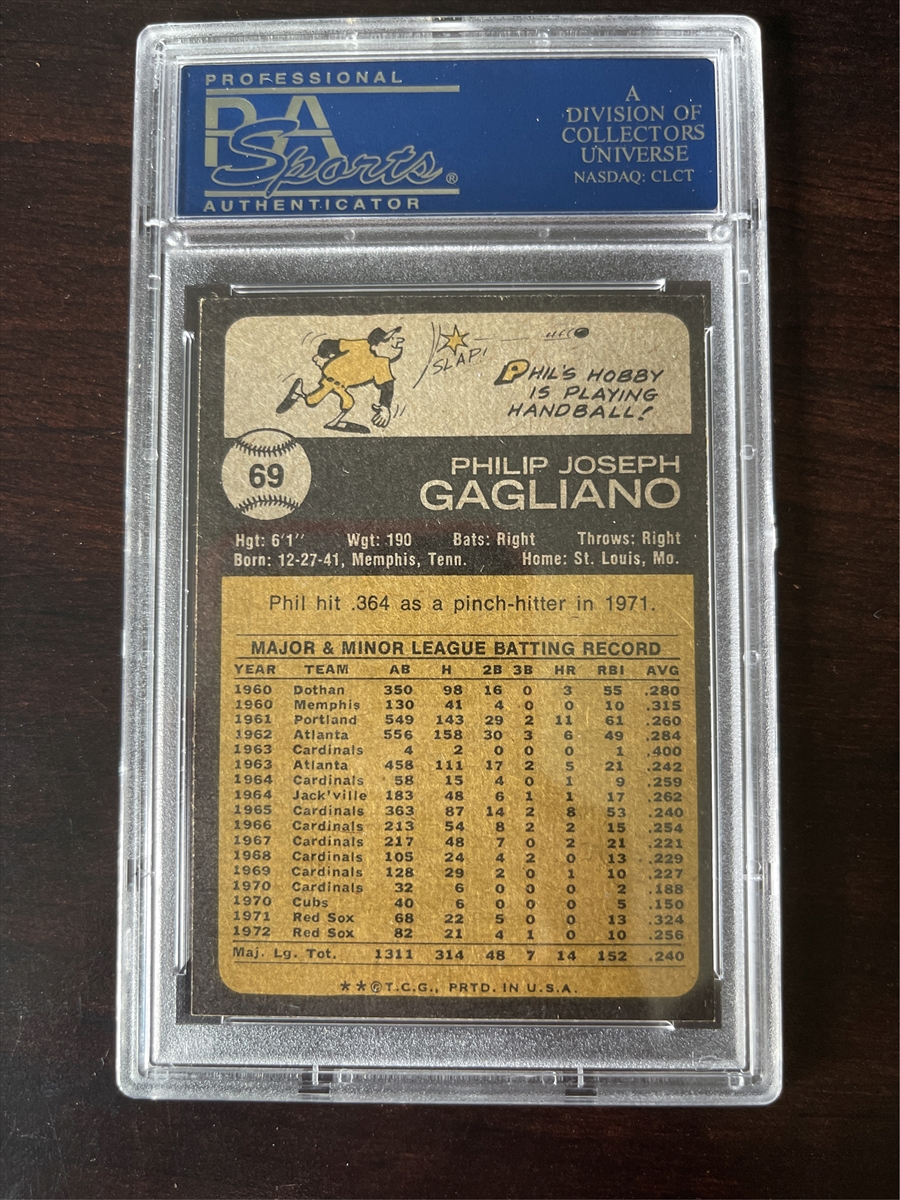 PROFESSIONAL
PSA
Sports®
AUTHENTICATOR
A
DIVISION OF
COLLECTORS
UNIVERSE
NASDAQ: CLCT
SLAP!
PHIL'S HOBBY
IS PLAYING
HANDBALL!
69
PHILIP JOSEPH
GAGLIANO
Hgt: 6'1" Wgt: 190 Bats: Right Throws: Right
Born: 12-27-41, Memphis, Tenn. Home: St. Louis, Mo.
Phil hit .364 as a pinch-hitter in 1971.
MAJOR & MINOR LEAGUE BATTING RECORD
YEAR TEAM AB H 2B 3B HR RBI AVG
1960 Dothan 350 98 16 0 3 55 .280
1960 Memphis 130 41 4 0 0 10 .315
1961 Portland 549 143 29 2 11 61 .260
1962 Atlanta 556 158 30 3 6 49 .284
1963 Cardinals 4 2 0 0 0 1 .400
1963 Atlanta 458 111 17 2 5 21 .242
1964 Cardinals 58 15 4 0 1 9 .259
1964 Jack'ville 183 48 6 1 1 17 .262
1965 Cardinals 363 87 14 2 8 53 .240
1966 Cardinals 213 54 8 2 2 15 .254
1967 Cardinals 217 48 7 0 2 21 .221
1968 Cardinals 105 24 4 2 0 13 .229
1969 Cardinals 128 29 2 0 1 10 .227
1970 Cardinals 32 6 0 0 0 2 .188
1970 Cubs 40 6 0 0 0 5 .150
1971 Red Sox 68 22 5 0 0 13 .324
1972 Red Sox 82 21 4 1 0 10 .256
Maj. Lg. Tot. 1311 314 48 7 14 152 .240
**®T.C.G., PRTD. IN U.S.A.